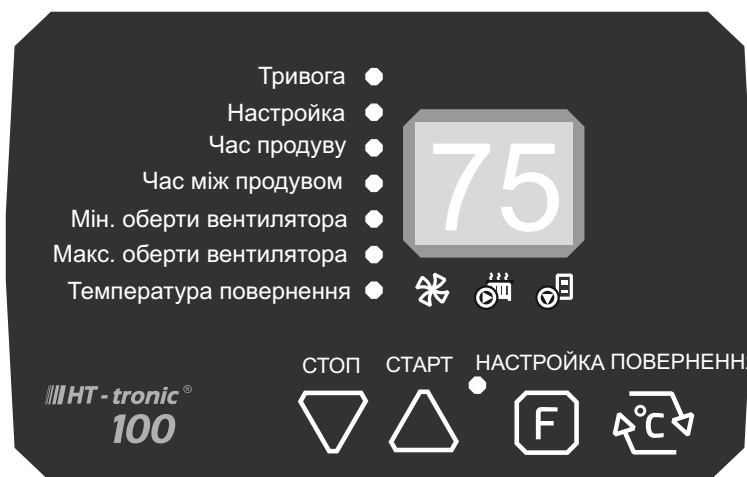 Тривога
Настройка
Час продуву
Час між продувом
Мін. оберти вентилятора
Макс. оберти вентилятора
Температура повернення
75
СТОП СТАРТ НАСТРОЙКА ПОВЕРНЕННЯ
HT-tronic®
100
F °C